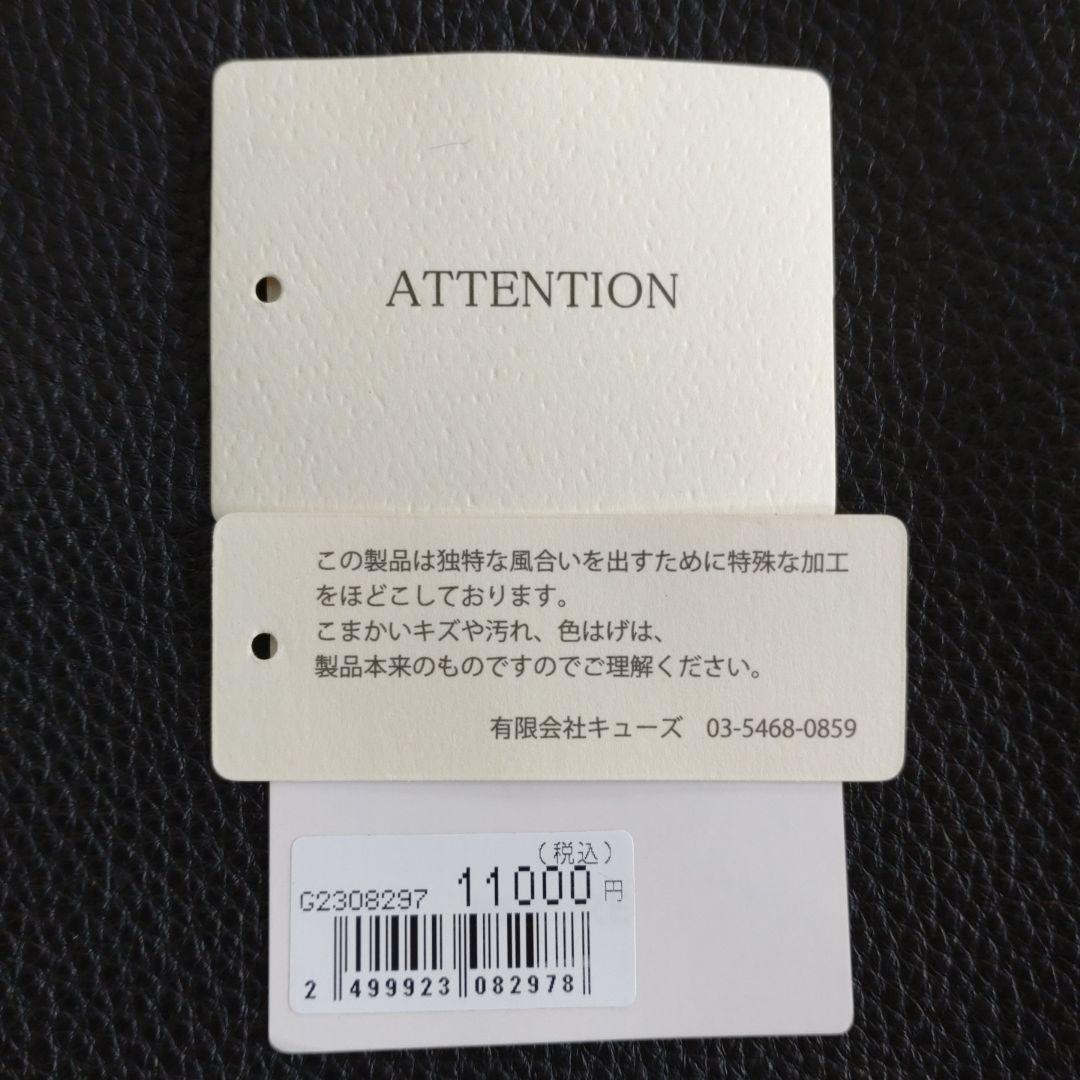 ATTENTION
この製品は独特な風合いを出すために特殊な加工
をほどこしております。
こまかいキズや汚れ、色はげは、
製品本来のものですのでご理解ください。
有限会社キューズ 03-5468-0859
(税込)
G2308297 11000円
2 499923 082978